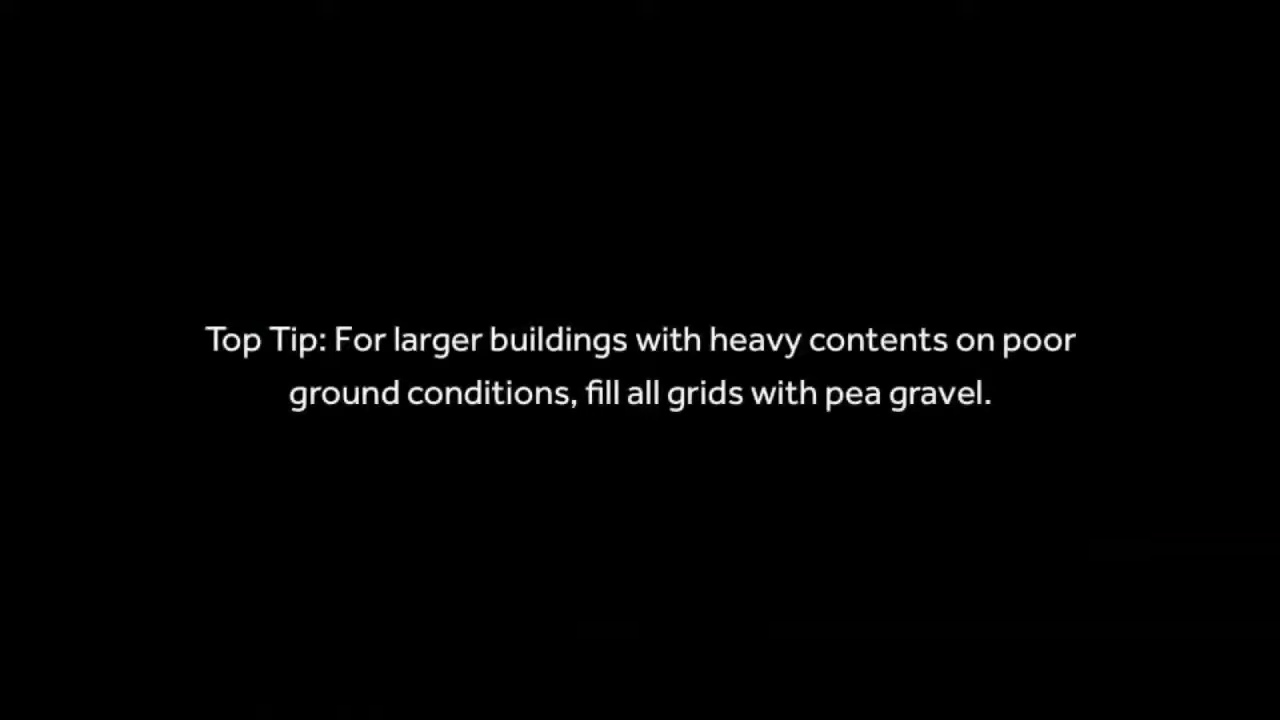 Top Tip: For larger buildings with heavy contents on poor
ground conditions, fill all grids with pea gravel.